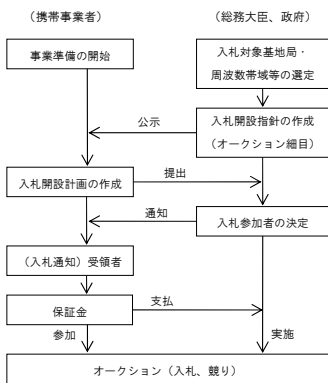 （携帯事業者）
（総務大臣、政府）
事業準備の開始
入札対象基地局・
周波数帯域等の選定
公示
入札開設指針の作成
（オークション細目）
入札開設計画の作成
提出
通知
入札参加者の決定
（入札通知）受領者
保証金
支払
参加
実施
オークション（入札、競り）